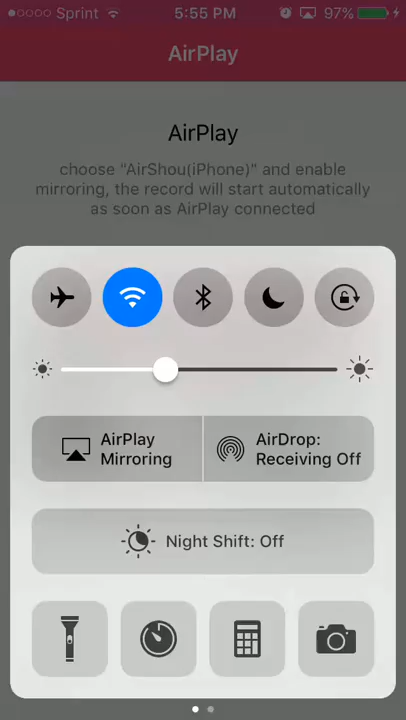 Sprint 5:55 PM 97%
AirPlay
AirPlay
choose "AirShou(iPhone)" and enable
mirroring, the record will start automatically
as soon as AirPlay connected
AirPlay
Mirroring
AirDrop:
Receiving Off
Night Shift: Off